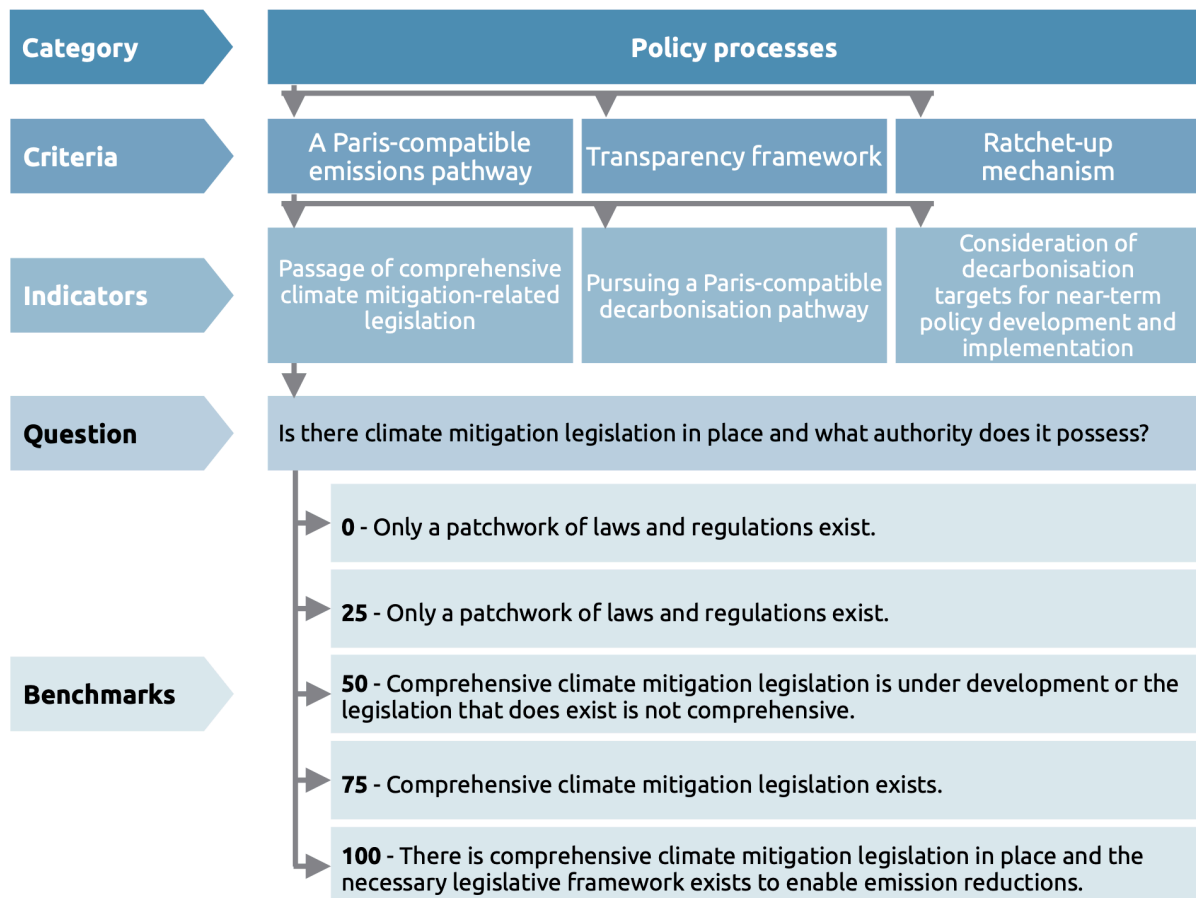 Category
Policy processes
Criteria
A Paris-compatible
emissions pathway
Transparency framework
Ratchet-up
mechanism
Indicators
Passage of comprehensive
climate mitigation-related
legislation
Pursuing a Paris-compatible
decarbonisation pathway
Consideration of
decarbonisation
targets for near-term
policy development and
implementation
Question
Is there climate mitigation legislation in place and what authority does it possess?
Benchmarks
0 - Only a patchwork of laws and regulations exist.
25 - Only a patchwork of laws and regulations exist.
50 - Comprehensive climate mitigation legislation is under development or the
legislation that does exist is not comprehensive.
75 - Comprehensive climate mitigation legislation exists.
100 - There is comprehensive climate mitigation legislation in place and the
necessary legislative framework exists to enable emission reductions.